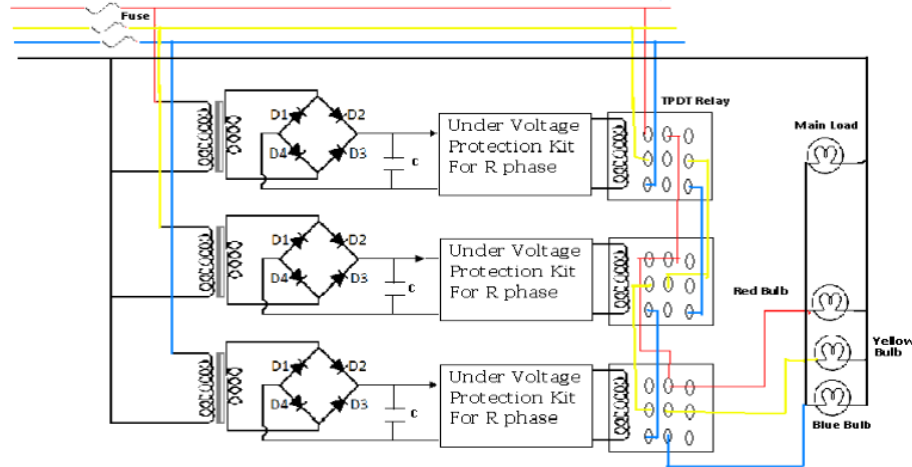 Fuse
TPDT Relay
Main Load
D1
D2
D4
D3
C
Under Voltage
Protection Kit
For R phase
D1
D2
D4
D3
C
Under Voltage
Protection Kit
For R phase
Red Bulb
Yellow
Bulb
D1
D2
D4
D3
C
Under Voltage
Protection Kit
For R phase
Blue Bulb